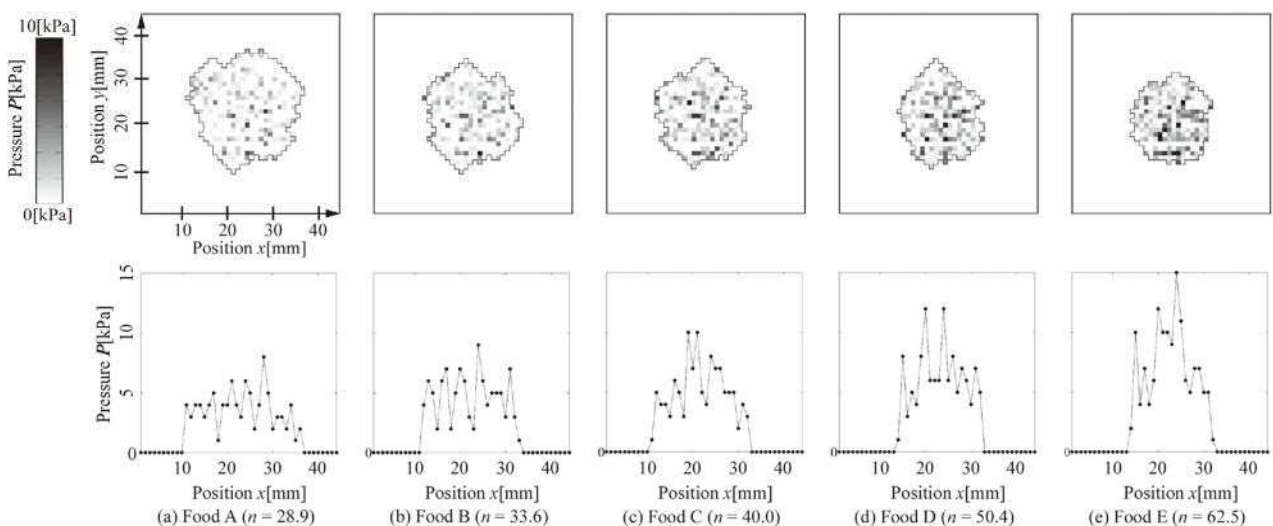 10[kPa]
Pressure P[kPa]
0[kPa]
Position y[mm]
40
30
20
10
10 20 30 40
Position x[mm]
Pressure P[kPa]
15
10
5
0
0
0
0
0
10 20 30 40
10 20 30 40
10 20 30 40
10 20 30 40
10 20 30 40
Position x[mm]
Position x[mm]
Position x[mm]
Position x[mm]
Position x[mm]
(a) Food A (n = 28.9)
(b) Food B (n = 33.6)
(c) Food C (n = 40.0)
(d) Food D (n = 50.4)
(e) Food E (n = 62.5)